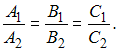 A₁/A₂ = B₁/B₂ = C₁/C₂.